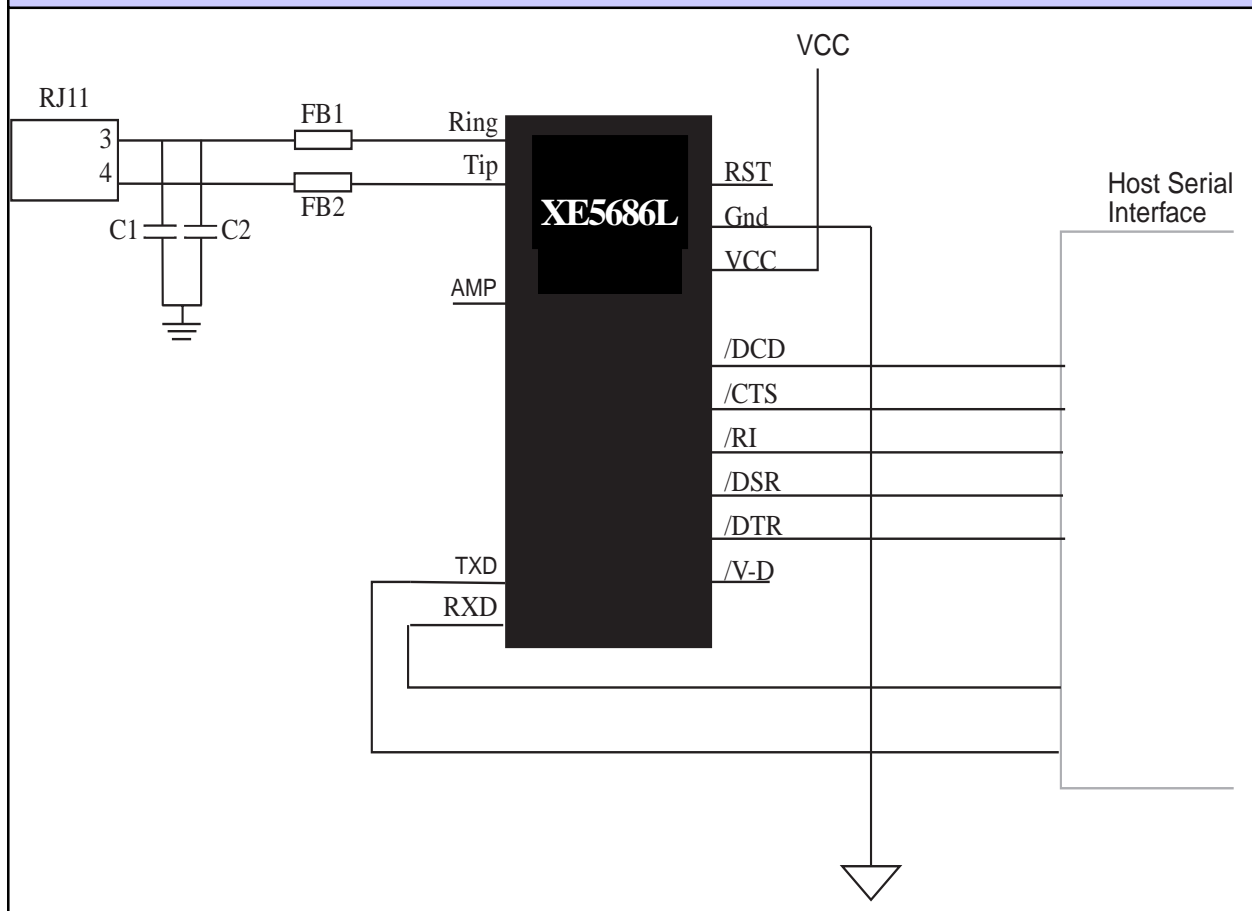 VCC
RJ11
3
4
FB1
FB2
C1
C2
Ring
Tip
XE5686L
AMP
TXD
RXD
RST
Gnd
VCC
/DCD
/CTS
/RI
/DSR
/DTR
/V-D
Host Serial
Interface